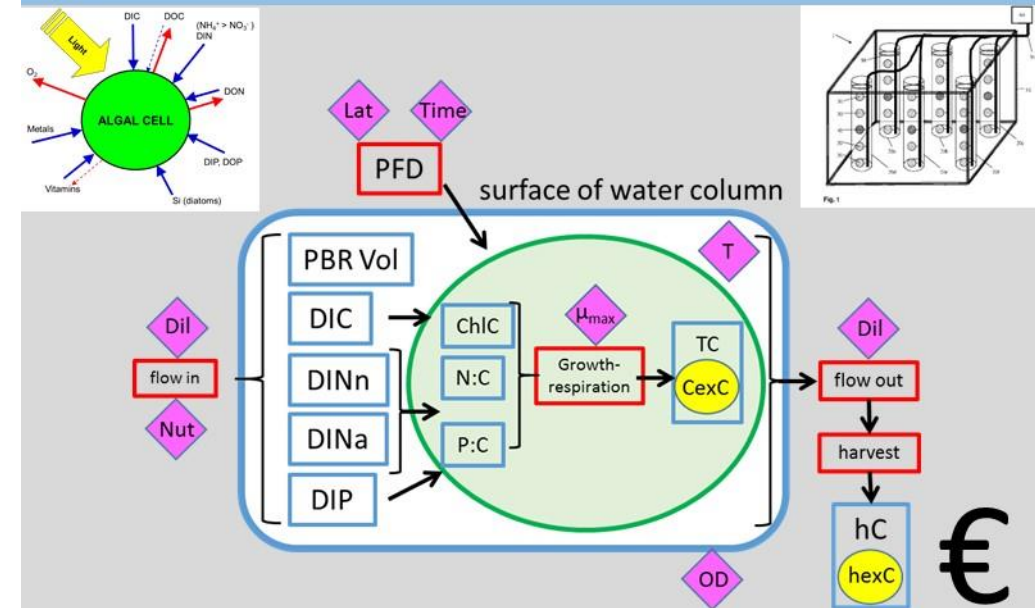 Light
DIC
DOC
(NH₄⁺ > NO₃⁻)
DIN
O₂
DON
ALGAL CELL
Metals
DIP, DOP
Vitamins
Si (diatoms)
Fig. 1
Lat
Time
PFD
surface of water column
T
PBR Vol
DIC
DINn
DINa
DIP
ChlC
N:C
P:C
μmax
Growth-
respiration
TC
CexC
Dil
flow in
Nut
Dil
flow out
harvest
hC
hexC
OD
€